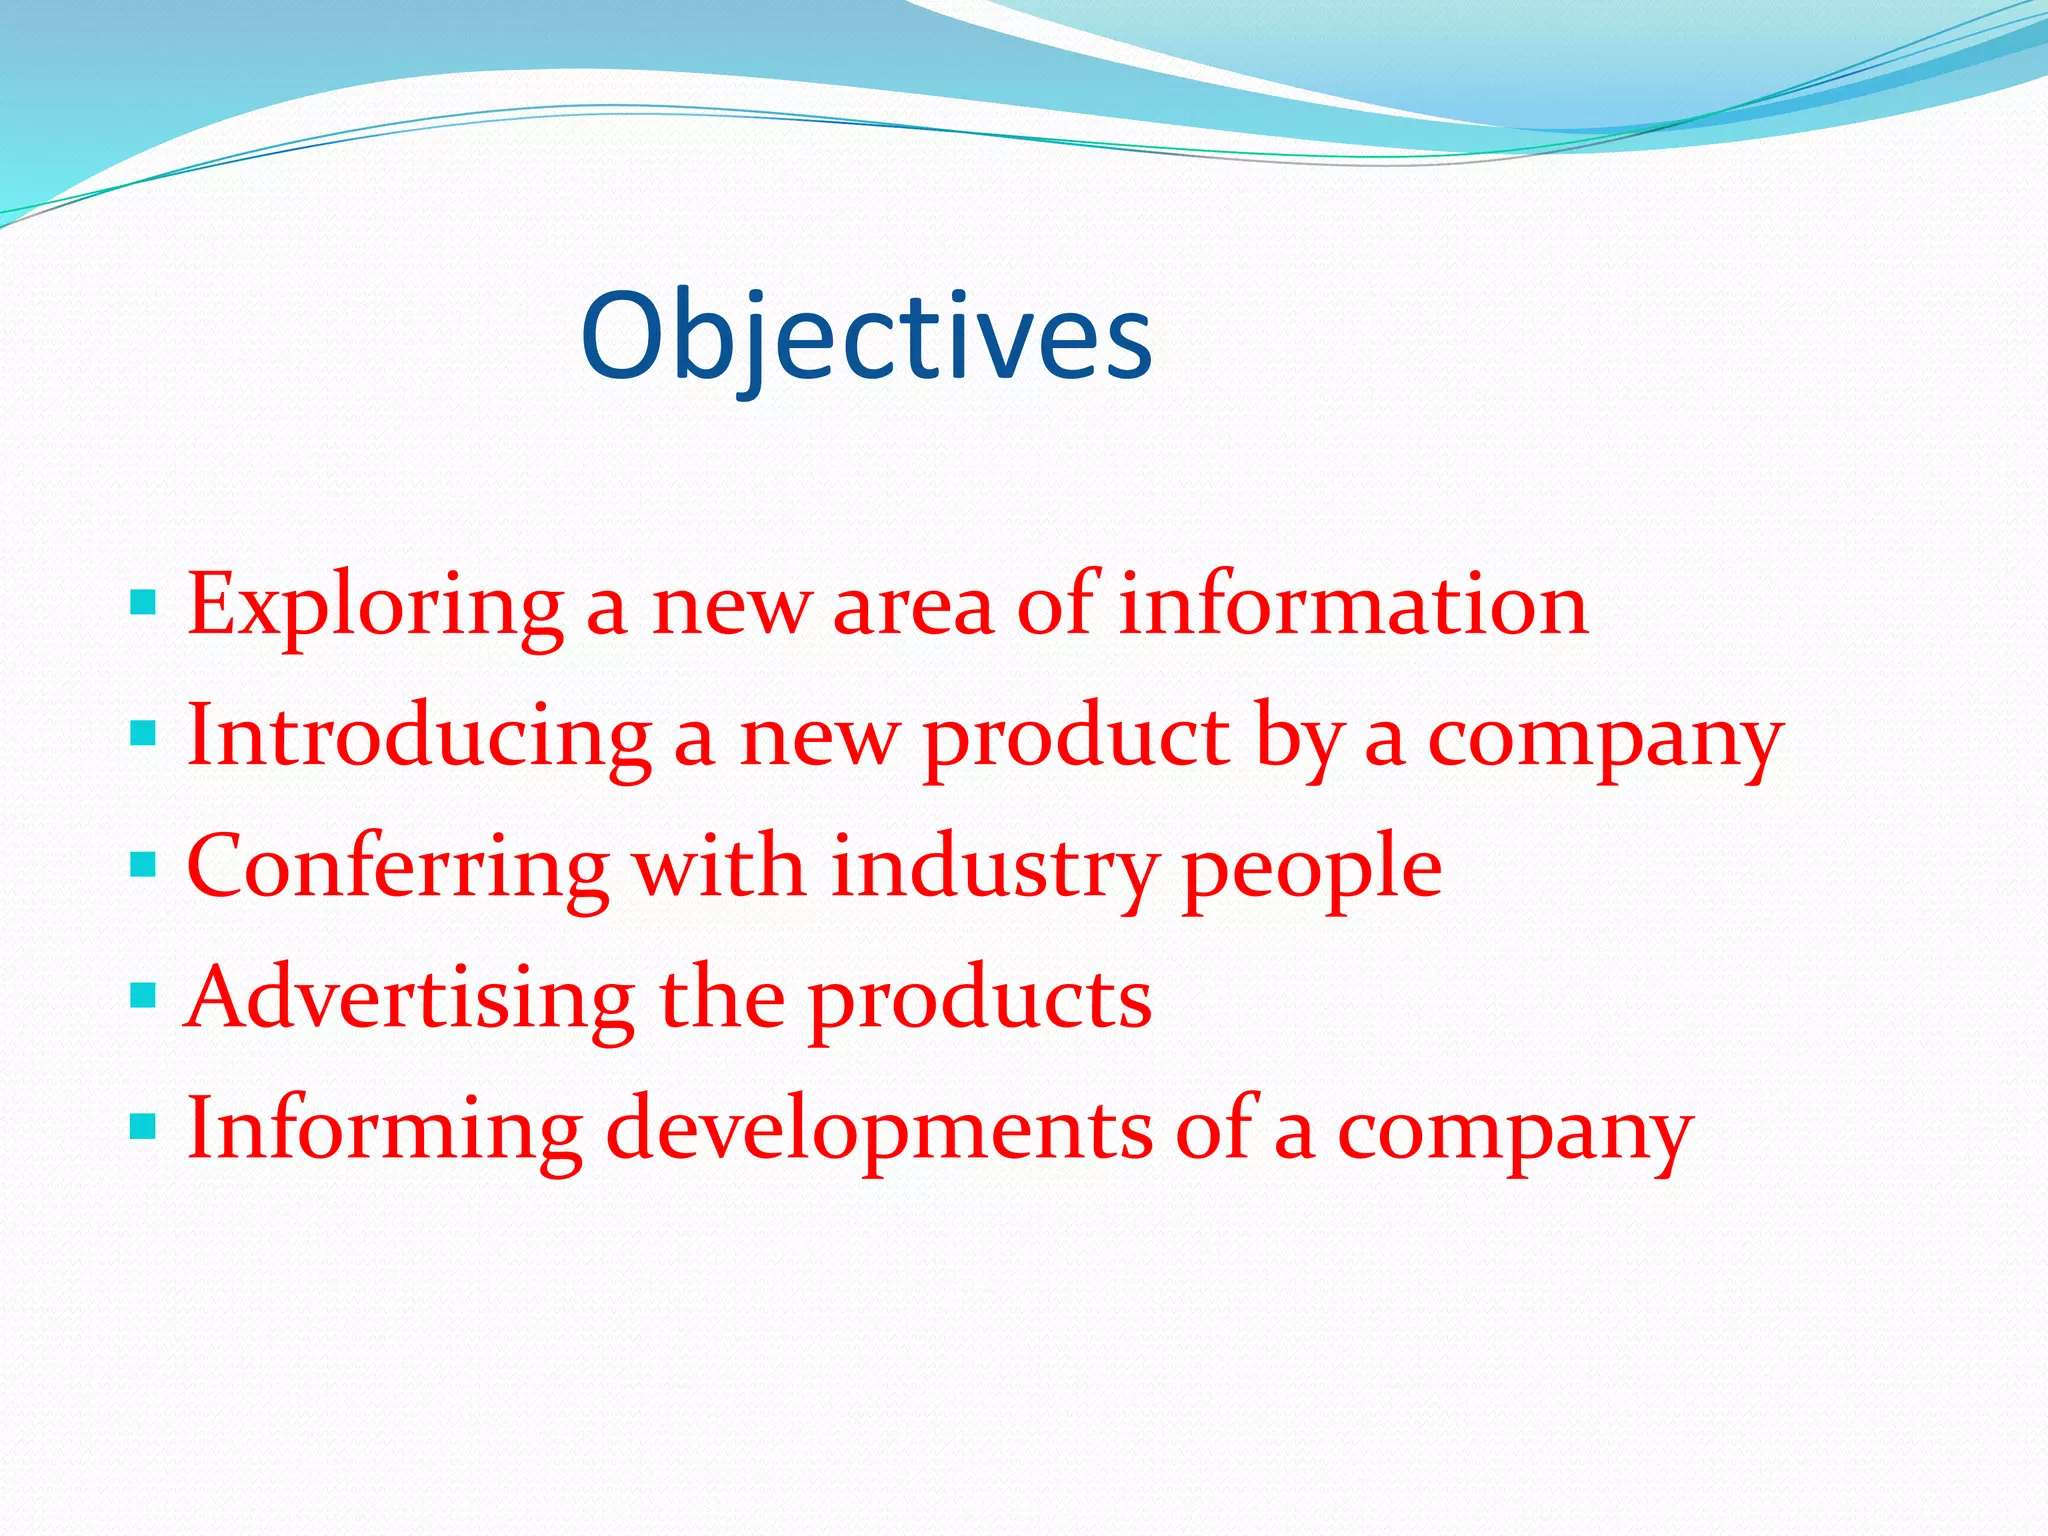 Objectives
▪ Exploring a new area of information
▪ Introducing a new product by a company
▪ Conferring with industry people
▪ Advertising the products
▪ Informing developments of a company